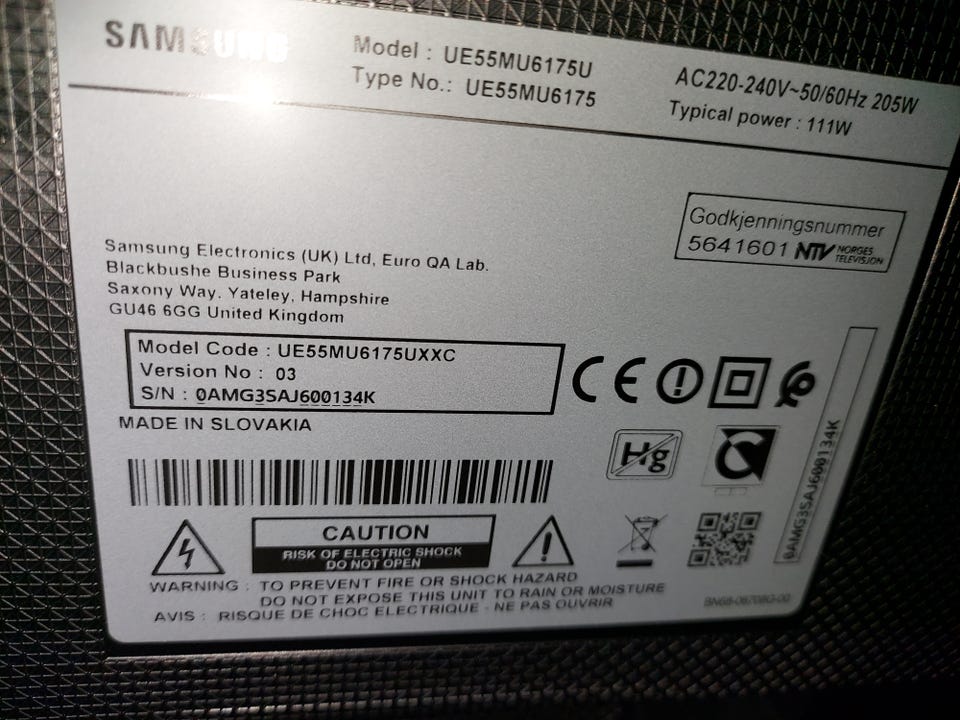 SAMSUNG
Model : UE55MU6175U
Type No.: UE55MU6175
AC220-240V~50/60Hz 205W
Typical power : 111W
Godkjenningsnummer
5641601 NTV NORGES TELEVISJON
Samsung Electronics (UK) Ltd, Euro QA Lab.
Blackbushe Business Park
Saxony Way, Yateley, Hampshire
GU46 6GG United Kingdom
Model Code : UE55MU6175UXXC
Version No : 03
S/N : 0AMG3SAJ600134K
MADE IN SLOVAKIA
CE
Hg
0AMG3SAJ600134K
CAUTION
RISK OF ELECTRIC SHOCK
DO NOT OPEN
WARNING : TO PREVENT FIRE OR SHOCK HAZARD
DO NOT EXPOSE THIS UNIT TO RAIN OR MOISTURE
AVIS : RISQUE DE CHOC ELECTRIQUE - NE PAS OUVRIR